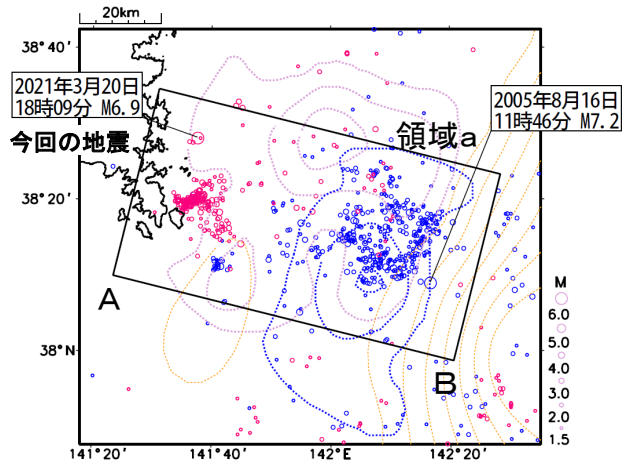 20km
38°40′
2021年3月20日
18時09分 M6.9
今回の地震
2005年8月16日
11時46分 M7.2
領域a
38°20′
A
B
38°N
M
6.0
5.0
4.0
3.0
2.0
1.5
141°20′
141°40′
142°E
142°20′